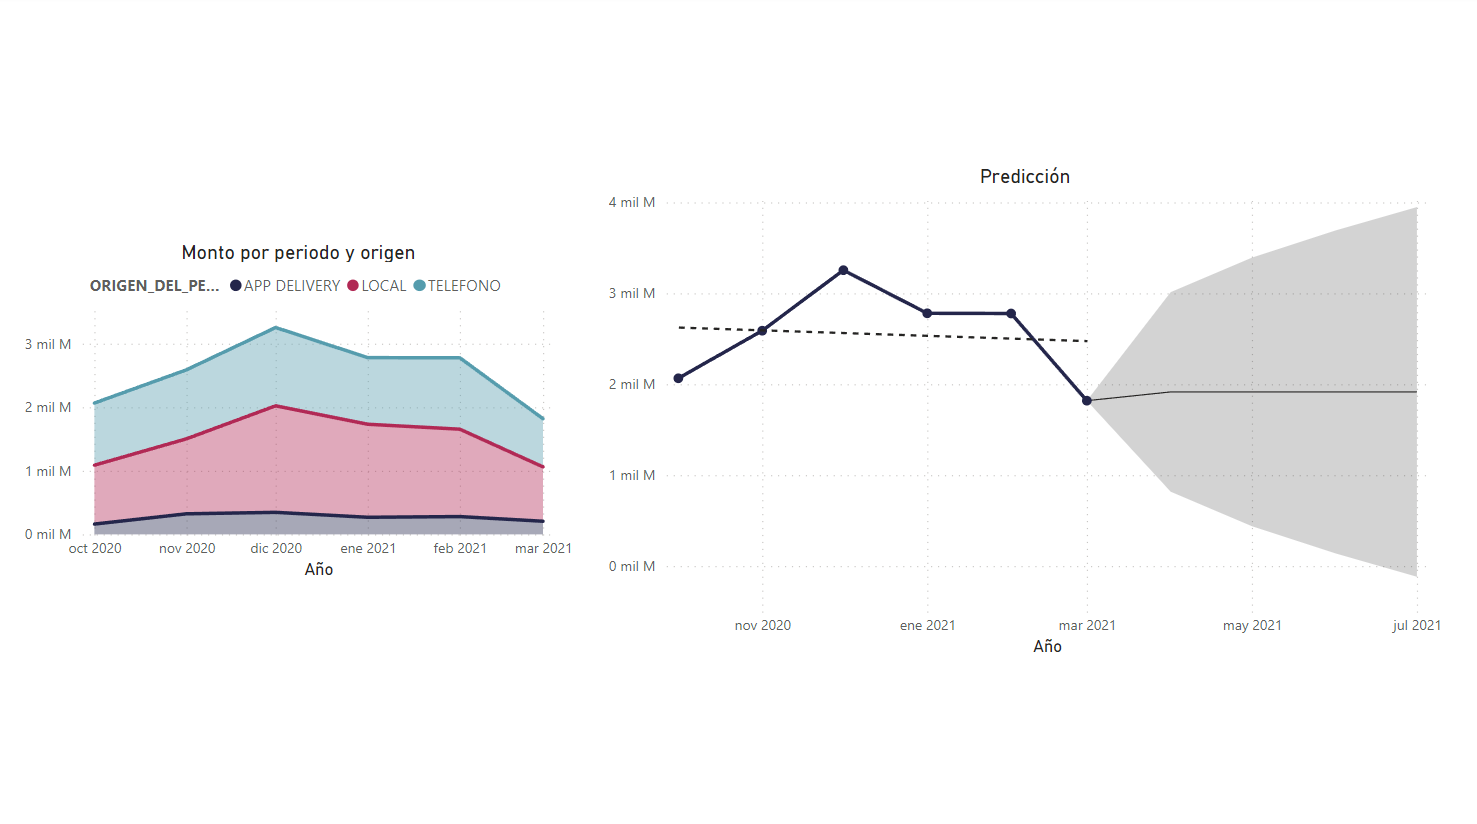 Monto por periodo y origen
ORIGEN_DEL_PE... APP DELIVERY LOCAL TELEFONO
3 mil M
2 mil M
1 mil M
0 mil M
oct 2020 nov 2020 dic 2020 ene 2021 feb 2021 mar 2021
Año
Predicción
4 mil M
3 mil M
2 mil M
1 mil M
0 mil M
nov 2020 ene 2021 mar 2021 may 2021 jul 2021
Año